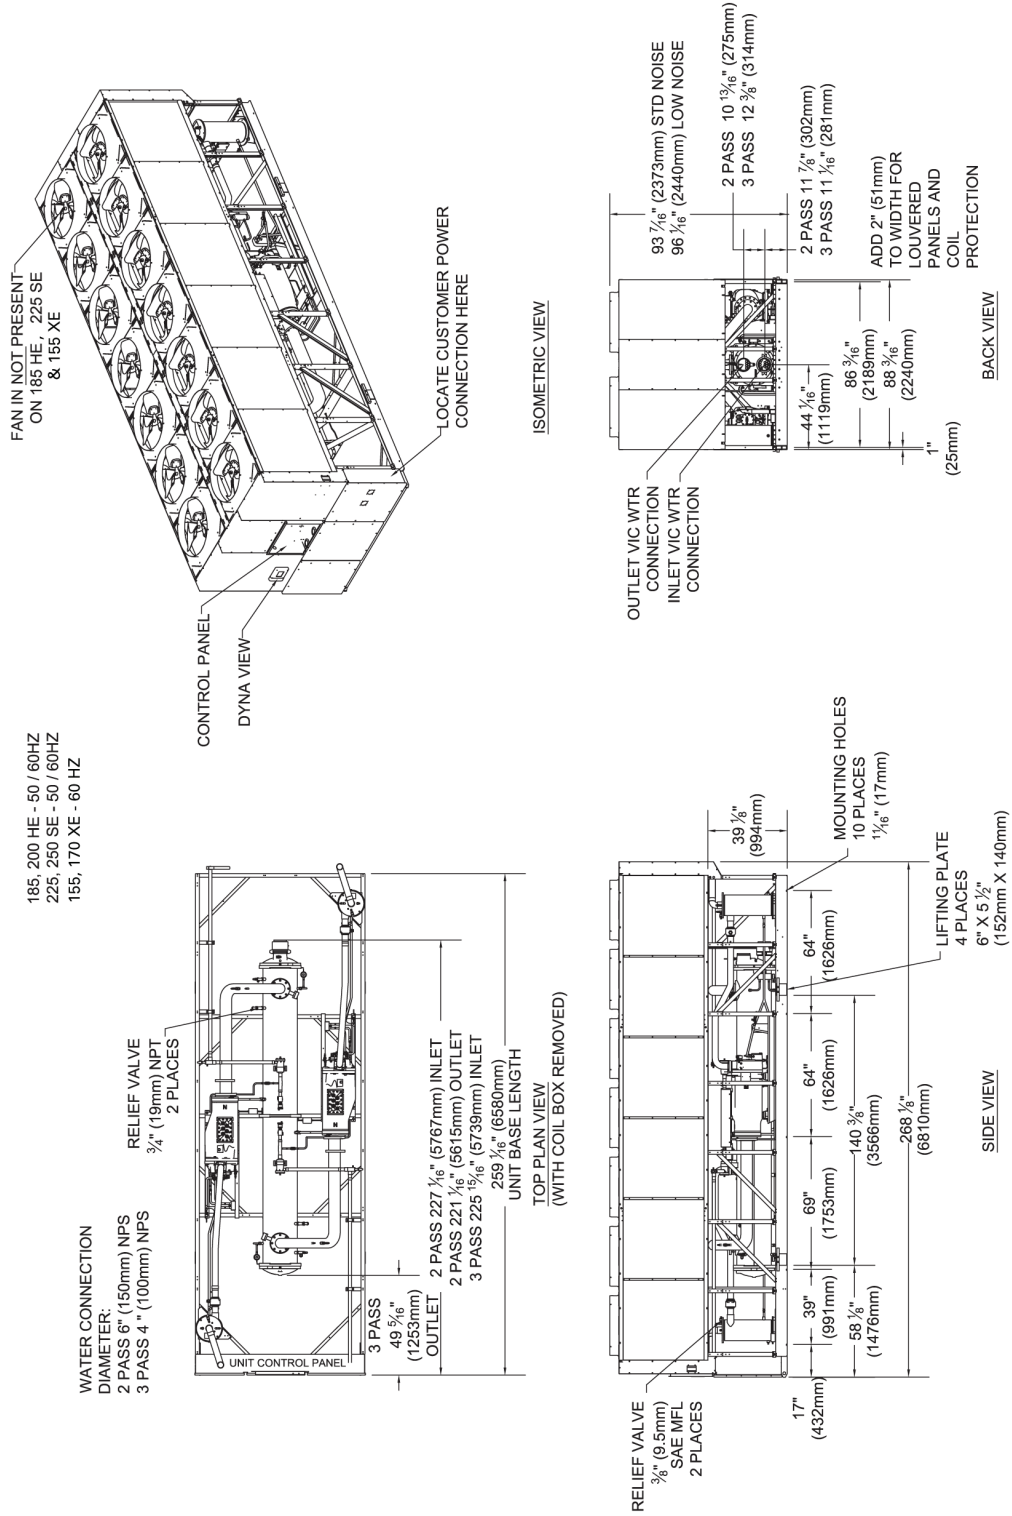 185, 200 HE - 50 / 60HZ
225, 250 SE - 50 / 60HZ
155, 170 XE - 60 HZ
WATER CONNECTION
DIAMETER:
2 PASS 6" (150mm) NPS
3 PASS 4 " (100mm) NPS
RELIEF VALVE
3/4" (19mm) NPT
2 PLACES
UNIT CONTROL PANEL
3 PASS
49 5/16"
(1253mm)
OUTLET
2 PASS 227 1/16" (5767mm) INLET
2 PASS 221 1/16" (5615mm) OUTLET
3 PASS 225 15/16" (5739mm) INLET
259 1/16" (6580mm)
UNIT BASE LENGTH
TOP PLAN VIEW
(WITH COIL BOX REMOVED)
FAN IN NOT PRESENT
ON 185 HE, 225 SE
& 155 XE
CONTROL PANEL
DYNA VIEW
LOCATE CUSTOMER POWER
CONNECTION HERE
ISOMETRIC VIEW
RELIEF VALVE
3/8" (9.5mm)
SAE MFL
2 PLACES
17"
(432mm)
39"
(991mm)
69"
(1753mm)
64"
(1626mm)
64"
(1626mm)
58 1/8"
(1476mm)
140 3/8"
(3566mm)
268 1/8"
(6810mm)
39 1/8"
(994mm)
MOUNTING HOLES
10 PLACES
11/16" (17mm)
LIFTING PLATE
4 PLACES
6" X 5 1/2"
(152mm X 140mm)
SIDE VIEW
OUTLET VIC WTR
CONNECTION
INLET VIC WTR
CONNECTION
93 7/16" (2373mm) STD NOISE
96 1/16" (2440mm) LOW NOISE
2 PASS 10 13/16" (275mm)
3 PASS 12 3/8" (314mm)
2 PASS 11 7/8" (302mm)
3 PASS 11 1/16" (281mm)
44 1/16"
(1119mm)
86 3/16"
(2189mm)
88 3/16"
(2240mm)
1"
(25mm)
ADD 2" (51mm)
TO WIDTH FOR
LOUVERED
PANELS AND
COIL
PROTECTION
BACK VIEW